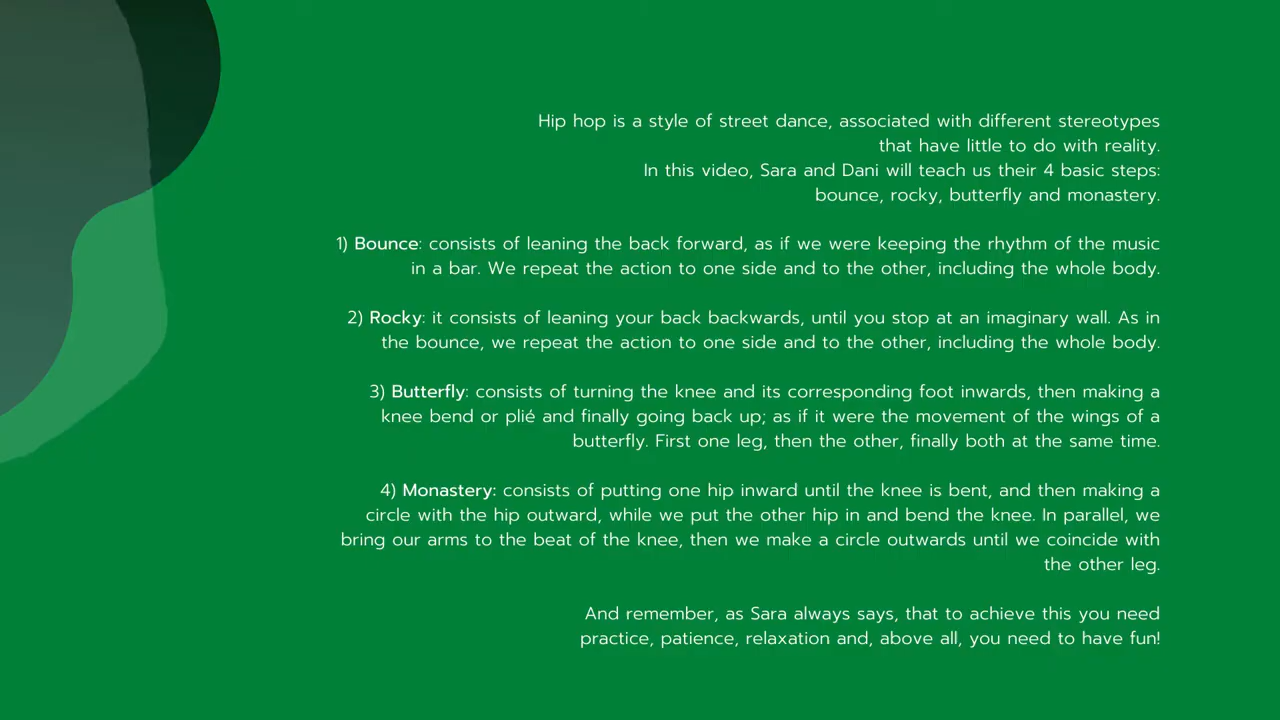 Hip hop is a style of street dance, associated with different stereotypes
that have little to do with reality.
In this video, Sara and Dani will teach us their 4 basic steps:
bounce, rocky, butterfly and monastery.
1) Bounce: consists of leaning the back forward, as if we were keeping the rhythm of the music
in a bar. We repeat the action to one side and to the other, including the whole body.
2) Rocky: it consists of leaning your back backwards, until you stop at an imaginary wall. As in
the bounce, we repeat the action to one side and to the other, including the whole body.
3) Butterfly: consists of turning the knee and its corresponding foot inwards, then making a
knee bend or plié and finally going back up; as if it were the movement of the wings of a
butterfly. First one leg, then the other, finally both at the same time.
4) Monastery: consists of putting one hip inward until the knee is bent, and then making a
circle with the hip outward, while we put the other hip in and bend the knee. In parallel, we
bring our arms to the beat of the knee, then we make a circle outwards until we coincide with
the other leg.
And remember, as Sara always says, that to achieve this you need
practice, patience, relaxation and, above all, you need to have fun!